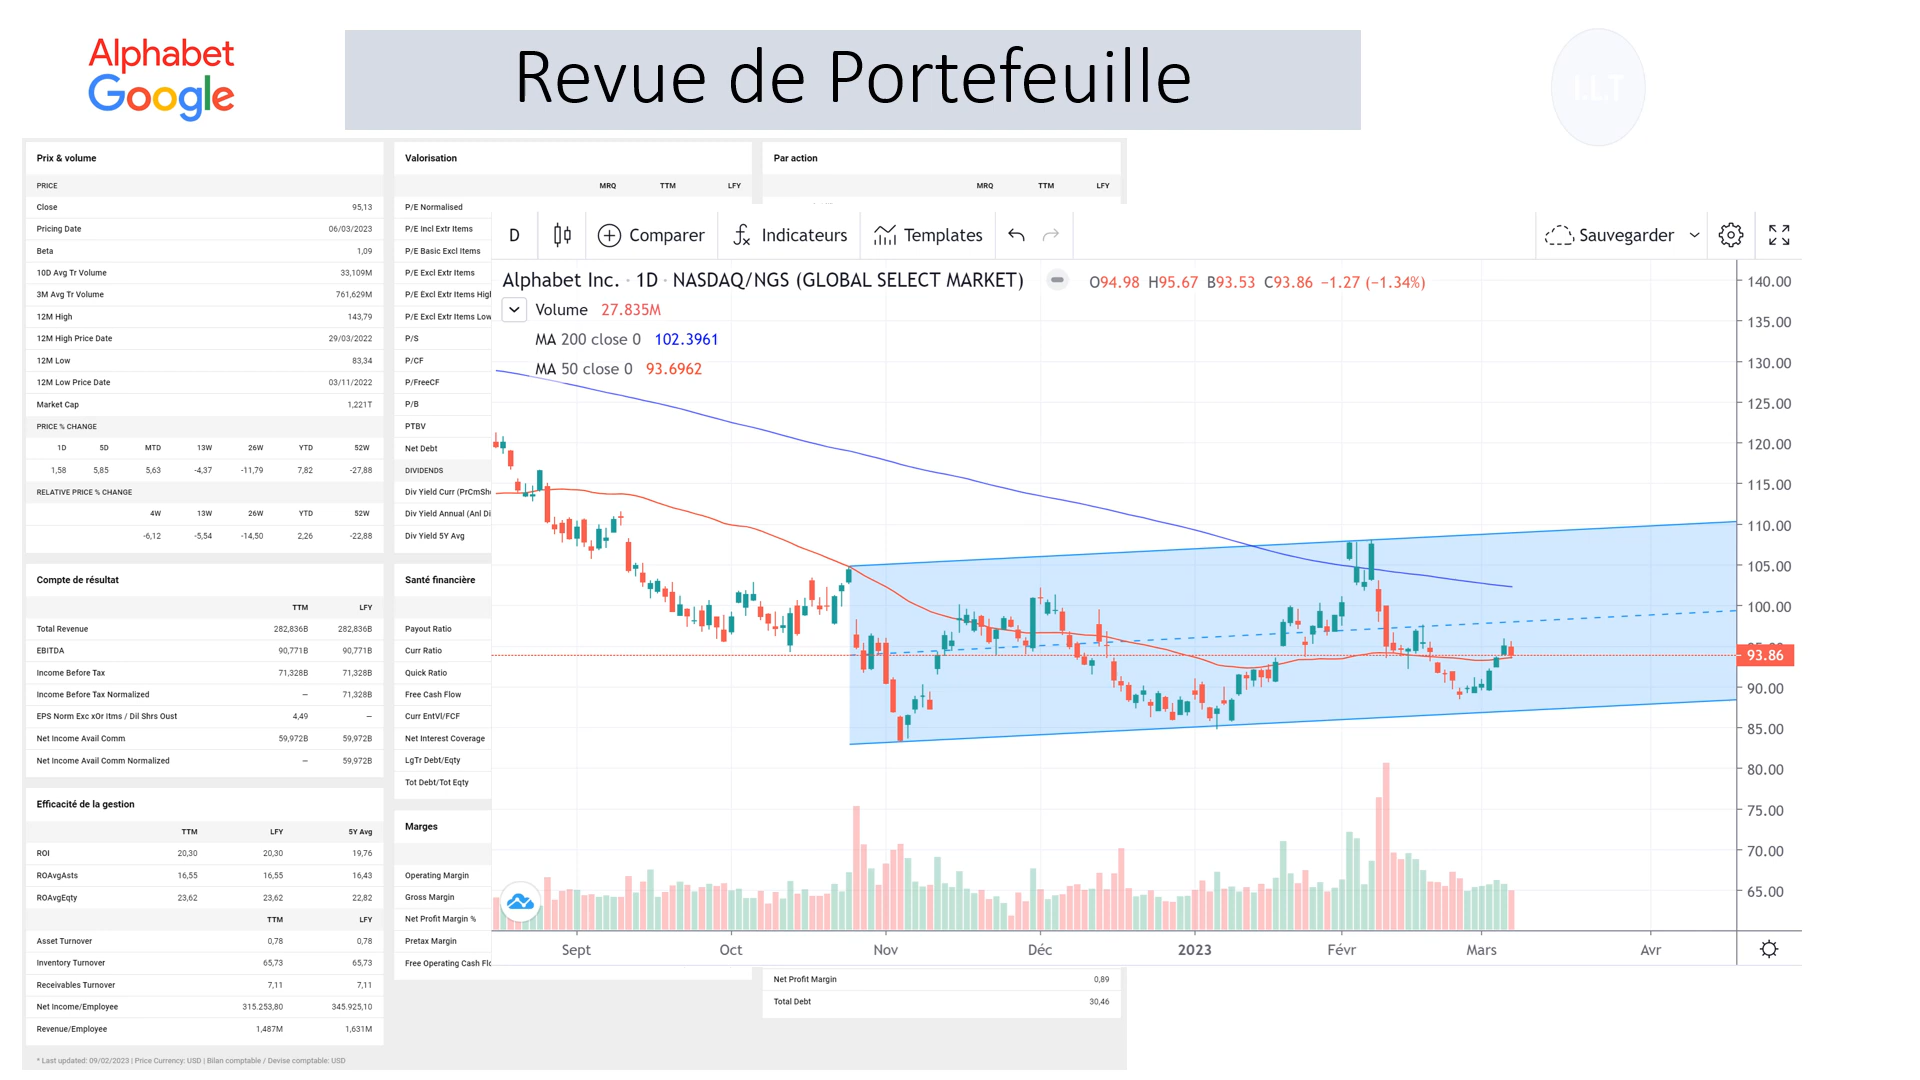 Alphabet
Google
Revue de Portefeuille
I.L.T
Prix & volume
PRICE
Close 95,13
Pricing Date 06/03/2023
Beta 1,09
10D Avg Tr Volume 33,109M
3M Avg Tr Volume 761,629M
12M High 143,79
12M High Price Date 29/03/2022
12M Low 83,34
12M Low Price Date 03/11/2022
Market Cap 1,221T
PRICE % CHANGE
1D 5D MTD 13W 26W YTD 52W
1,58 5,85 5,63 -4,37 -11,79 7,82 -27,88
RELATIVE PRICE % CHANGE
4W 13W 26W YTD 52W
-6,12 -5,54 -14,50 2,26 -22,88
Compte de résultat
TTM LFY
Total Revenue 282,836B 282,836B
EBITDA 90,771B 90,771B
Income Before Tax 71,328B 71,328B
Income Before Tax Normalized – 71,328B
EPS Norm Exc xOr Itms / Dil Shrs Oust 4,49 –
Net Income Avail Comm 59,972B 59,972B
Net Income Avail Comm Normalized – 59,972B
Efficacité de la gestion
TTM LFY 5Y Avg
ROI 20,30 20,30 19,76
ROAvgAsts 16,55 16,55 16,43
ROAvgEqty 23,62 23,62 22,82
TTM LFY
Asset Turnover 0,78 0,78
Inventory Turnover 65,73 65,73
Receivables Turnover 7,11 7,11
Net Income/Employee 315.253,80 345.925,10
Revenue/Employee 1,487M 1,631M
* Last updated: 09/02/2023 | Price Currency: USD | Bilan comptable / Devise comptable: USD
Valorisation
MRQ TTM LFY
P/E Normalised
P/E Incl Extr Items
P/E Basic Excl Items
P/E Excl Extr Items
P/E Excl Extr Items High
P/E Excl Extr Items Low
P/S
P/CF
P/FreeCF
P/B
PTBV
Net Debt
DIVIDENDS
Div Yield Curr (PrCmSh
Div Yield Annual (Anl Di
Div Yield 5Y Avg
Santé financière
Payout Ratio
Curr Ratio
Quick Ratio
Free Cash Flow
Curr EntVl/FCF
Net Interest Coverage
LgTr Debt/Eqty
Tot Debt/Tot Eqty
Marges
Operating Margin
Gross Margin
Net Profit Margin %
Pretax Margin
Free Operating Cash Flo
Par action
MRQ TTM LFY
Net Profit Margin 0,89
Total Debt 30,46
D Comparer Indicateurs Templates Sauvegarder
Alphabet Inc. · 1D · NASDAQ/NGS (GLOBAL SELECT MARKET) O94.98 H95.67 B93.53 C93.86 −1.27 (−1.34%)
Volume 27.835M
MA 200 close 0 102.3961
MA 50 close 0 93.6962
140.00
135.00
130.00
125.00
120.00
115.00
110.00
105.00
100.00
93.86
90.00
85.00
80.00
75.00
70.00
65.00
Sept Oct Nov Déc 2023 Févr Mars Avr